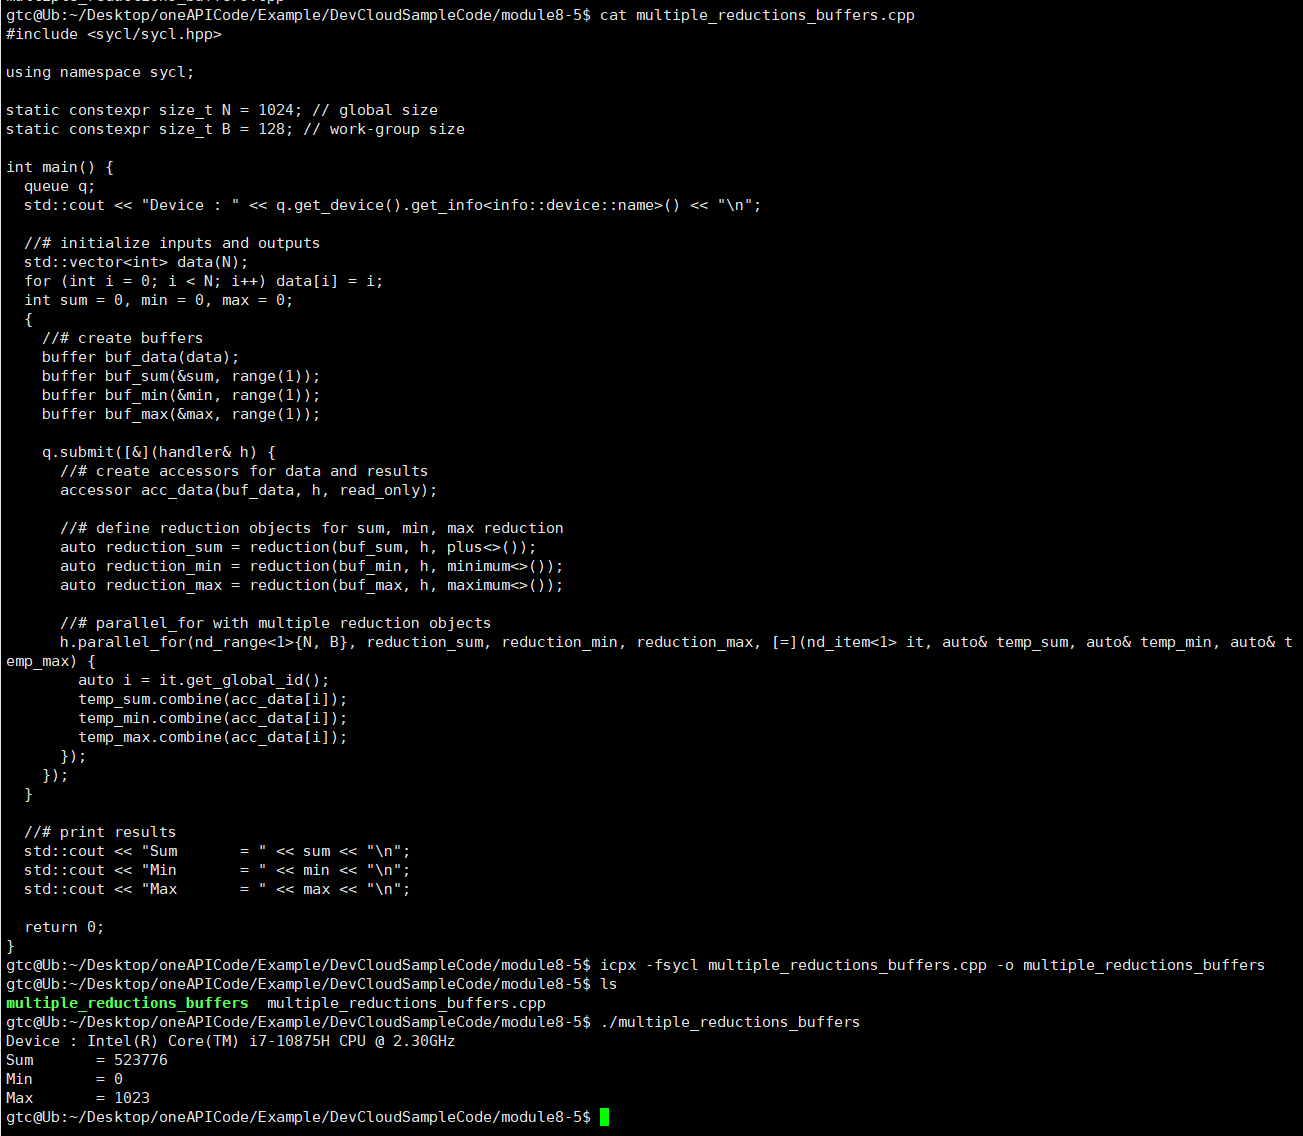 gtc@Ub:~/Desktop/oneAPICode/Example/DevCloudSampleCode/module8-5$ cat multiple_reductions_buffers.cpp
#include <sycl/sycl.hpp>

using namespace sycl;

static constexpr size_t N = 1024; // global size
static constexpr size_t B = 128; // work-group size

int main() {
  queue q;
  std::cout << "Device : " << q.get_device().get_info<info::device::name>() << "\n";

  //# initialize inputs and outputs
  std::vector<int> data(N);
  for (int i = 0; i < N; i++) data[i] = i;
  int sum = 0, min = 0, max = 0;
  {
    //# create buffers
    buffer buf_data(data);
    buffer buf_sum(&sum, range(1));
    buffer buf_min(&min, range(1));
    buffer buf_max(&max, range(1));

    q.submit([&](handler& h) {
      //# create accessors for data and results
      accessor acc_data(buf_data, h, read_only);

      //# define reduction objects for sum, min, max reduction
      auto reduction_sum = reduction(buf_sum, h, plus<>());
      auto reduction_min = reduction(buf_min, h, minimum<>());
      auto reduction_max = reduction(buf_max, h, maximum<>());

      //# parallel_for with multiple reduction objects
      h.parallel_for(nd_range<1>{N, B}, reduction_sum, reduction_min, reduction_max, [=](nd_item<1> it, auto& temp_sum, auto& temp_min, auto& t
emp_max) {
        auto i = it.get_global_id();
        temp_sum.combine(acc_data[i]);
        temp_min.combine(acc_data[i]);
        temp_max.combine(acc_data[i]);
      });
    });
  }

  //# print results
  std::cout << "Sum       = " << sum << "\n";
  std::cout << "Min       = " << min << "\n";
  std::cout << "Max       = " << max << "\n";

  return 0;
}
gtc@Ub:~/Desktop/oneAPICode/Example/DevCloudSampleCode/module8-5$ icpx -fsycl multiple_reductions_buffers.cpp -o multiple_reductions_buffers
gtc@Ub:~/Desktop/oneAPICode/Example/DevCloudSampleCode/module8-5$ ls
multiple_reductions_buffers  multiple_reductions_buffers.cpp
gtc@Ub:~/Desktop/oneAPICode/Example/DevCloudSampleCode/module8-5$ ./multiple_reductions_buffers
Device : Intel(R) Core(TM) i7-10875H CPU @ 2.30GHz
Sum       = 523776
Min       = 0
Max       = 1023
gtc@Ub:~/Desktop/oneAPICode/Example/DevCloudSampleCode/module8-5$